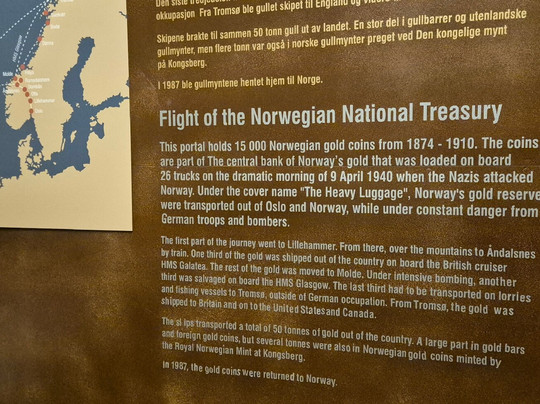 okkupasjon Fra Tromsø ble gullet skipet til England og videre
Skipene brakte til sammen 50 tonn gull ut av landet. En stor del i gullbarrer og utenlandske
gullmynter, men flere tonn var også i norske gullmynter preget ved Den kongelige mynt
på Kongsberg.
I 1987 ble gullmyntene hentet hjem til Norge.
Flight of the Norwegian National Treasury
This portal holds 15 000 Norwegian gold coins from 1874 - 1910. The coins
are part of The central bank of Norway's gold that was loaded on board
26 trucks on the dramatic morning of 9 April 1940 when the Nazis attacked
Norway. Under the cover name "The Heavy Luggage", Norway's gold reserve
were transported out of Oslo and Norway, while under constant danger from
German troops and bombers.
The first part of the journey went to Lillehammer. From there, over the mountains to Åndalsnes
by train. One third of the gold was shipped out of the country on board the British cruiser
HMS Galatea. The rest of the gold was moved to Molde. Under intensive bombing, another
third was salvaged on board the HMS Glasgow. The last third had to be transported on lorries
and fishing vessels to Tromsø, outside of German occupation. From Tromsø, the gold was
shipped to Britain and on to the United States and Canada.
The s ips transported a total of 50 tonnes of gold out of the country. A large part in gold bars
and foreign gold coins, but several tonnes were also in Norwegian gold coins minted by
the Royal Norwegian Mint at Kongsberg.
In 1987, the gold coins were returned to Norway.